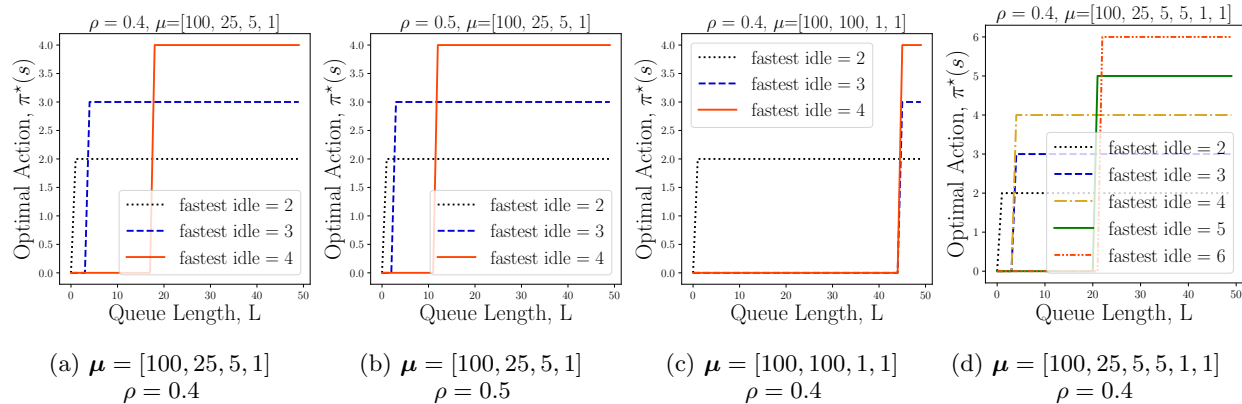 ρ = 0.4, μ=[100, 25, 5, 1]
Optimal Action, π*(s)
4.0
3.5
3.0
2.5
2.0
1.5
1.0
0.5
0.0
fastest idle = 2
fastest idle = 3
fastest idle = 4
0 10 20 30 40 50
Queue Length, L
(a) μ = [100, 25, 5, 1]
ρ = 0.4
ρ = 0.5, μ=[100, 25, 5, 1]
Optimal Action, π*(s)
4.0
3.5
3.0
2.5
2.0
1.5
1.0
0.5
0.0
fastest idle = 2
fastest idle = 3
fastest idle = 4
0 10 20 30 40 50
Queue Length, L
(b) μ = [100, 25, 5, 1]
ρ = 0.5
ρ = 0.4, μ=[100, 100, 1, 1]
Optimal Action, π*(s)
4.0
3.5
3.0
2.5
2.0
1.5
1.0
0.5
0.0
fastest idle = 2
fastest idle = 3
fastest idle = 4
0 10 20 30 40 50
Queue Length, L
(c) μ = [100, 100, 1, 1]
ρ = 0.4
ρ = 0.4, μ=[100, 25, 5, 5, 1, 1]
Optimal Action, π*(s)
6
5
4
3
2
1
0
fastest idle = 2
fastest idle = 3
fastest idle = 4
fastest idle = 5
fastest idle = 6
0 10 20 30 40 50
Queue Length, L
(d) μ = [100, 25, 5, 5, 1, 1]
ρ = 0.4